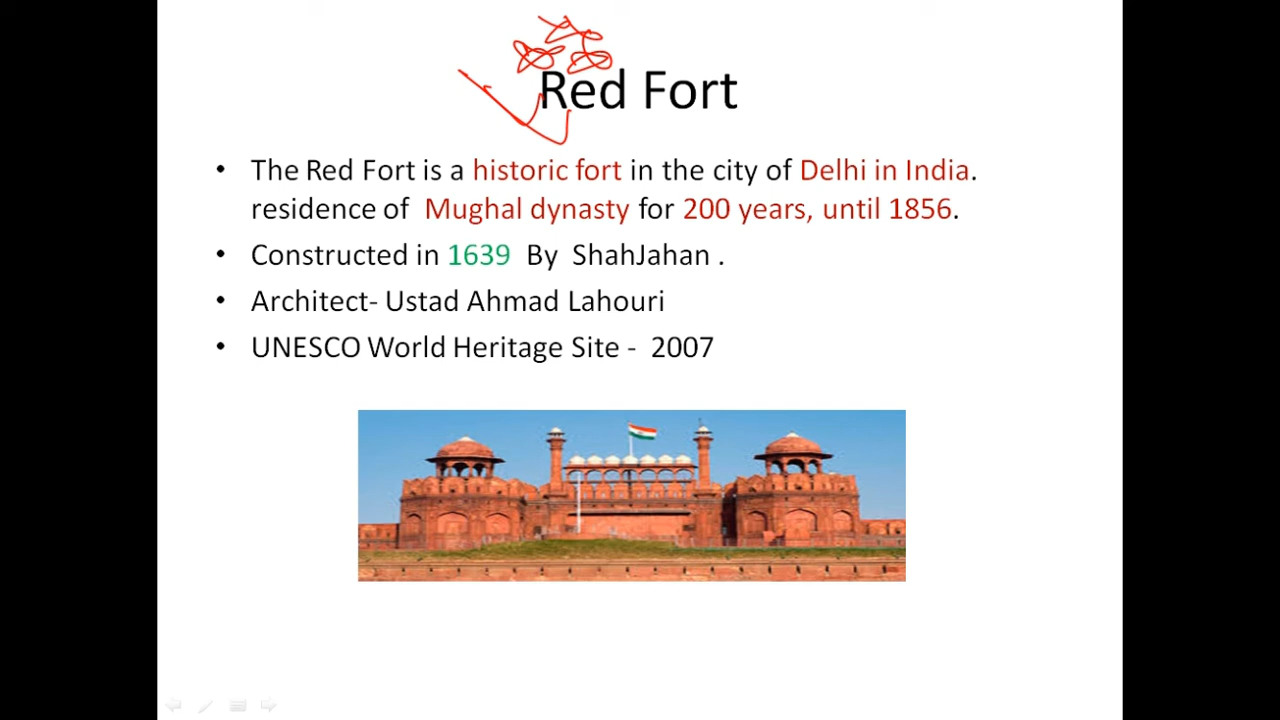 Red Fort
• The Red Fort is a historic fort in the city of Delhi in India.
residence of Mughal dynasty for 200 years, until 1856.
• Constructed in 1639 By ShahJahan .
• Architect- Ustad Ahmad Lahouri
• UNESCO World Heritage Site - 2007